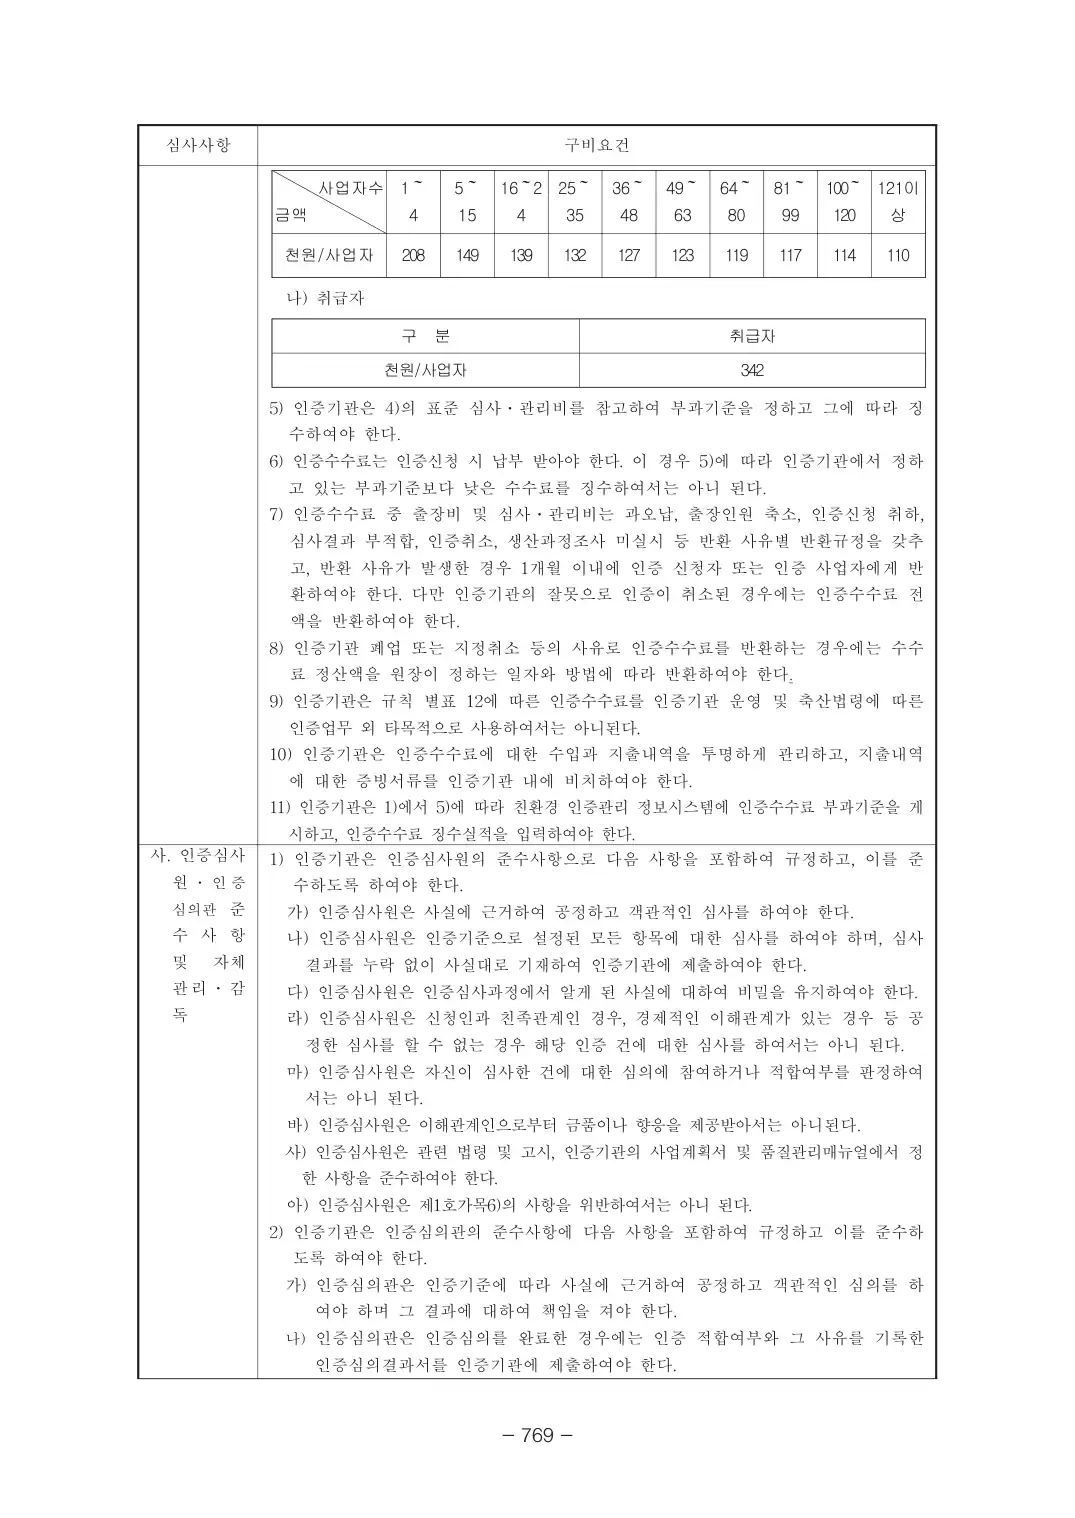 심사사항 구비요건
사업자수 1~ 5~ 16~2 25~ 36~ 49~ 64~ 81~ 100~ 121이
금액 4 15 4 35 48 63 80 99 120 상
천원/사업자 208 149 139 132 127 123 119 117 114 110
나) 취급자
구 분 취급자
천원/사업자 342
5) 인증기관은 4)의 표준 심사·관리비를 참고하여 부과기준을 정하고 그에 따라 징
수하여야 한다.
6) 인증수수료는 인증신청 시 납부 받아야 한다. 이 경우 5)에 따라 인증기관에서 정하
고 있는 부과기준보다 낮은 수수료를 징수하여서는 아니 된다.
7) 인증수수료 중 출장비 및 심사·관리비는 과오납, 출장인원 축소, 인증신청 취하,
심사결과 부적합, 인증취소, 생산과정조사 미실시 등 반환 사유별 반환규정을 갖추
고, 반환 사유가 발생한 경우 1개월 이내에 인증 신청자 또는 인증 사업자에게 반
환하여야 한다. 다만 인증기관의 잘못으로 인증이 취소된 경우에는 인증수수료 전
액을 반환하여야 한다.
8) 인증기관 폐업 또는 지정취소 등의 사유로 인증수수료를 반환하는 경우에는 수수
료 정산액을 원장이 정하는 일자와 방법에 따라 반환하여야 한다.
9) 인증기관은 규칙 별표 12에 따른 인증수수료를 인증기관 운영 및 축산법령에 따른
인증업무 외 타목적으로 사용하여서는 아니된다.
10) 인증기관은 인증수수료에 대한 수입과 지출내역을 투명하게 관리하고, 지출내역
에 대한 증빙서류를 인증기관 내에 비치하여야 한다.
11) 인증기관은 1)에서 5)에 따라 친환경 인증관리 정보시스템에 인증수수료 부과기준을 게
시하고, 인증수수료 징수실적을 입력하여야 한다.
사. 인증심사
원·인증
심의관 준
수 사 항
및 자체
관리·감
독
1) 인증기관은 인증심사원의 준수사항으로 다음 사항을 포함하여 규정하고, 이를 준
수하도록 하여야 한다.
가) 인증심사원은 사실에 근거하여 공정하고 객관적인 심사를 하여야 한다.
나) 인증심사원은 인증기준으로 설정된 모든 항목에 대한 심사를 하여야 하며, 심사
결과를 누락 없이 사실대로 기재하여 인증기관에 제출하여야 한다.
다) 인증심사원은 인증심사과정에서 알게 된 사실에 대하여 비밀을 유지하여야 한다.
라) 인증심사원은 신청인과 친족관계인 경우, 경제적인 이해관계가 있는 경우 등 공
정한 심사를 할 수 없는 경우 해당 인증 건에 대한 심사를 하여서는 아니 된다.
마) 인증심사원은 자신이 심사한 건에 대한 심의에 참여하거나 적합여부를 판정하여
서는 아니 된다.
바) 인증심사원은 이해관계인으로부터 금품이나 향응을 제공받아서는 아니된다.
사) 인증심사원은 관련 법령 및 고시, 인증기관의 사업계획서 및 품질관리매뉴얼에서 정
한 사항을 준수하여야 한다.
아) 인증심사원은 제1호가목6)의 사항을 위반하여서는 아니 된다.
2) 인증기관은 인증심의관의 준수사항에 다음 사항을 포함하여 규정하고 이를 준수하
도록 하여야 한다.
가) 인증심의관은 인증기준에 따라 사실에 근거하여 공정하고 객관적인 심의를 하
여야 하며 그 결과에 대하여 책임을 져야 한다.
나) 인증심의관은 인증심의를 완료한 경우에는 인증 적합여부와 그 사유를 기록한
인증심의결과서를 인증기관에 제출하여야 한다.
- 769 -